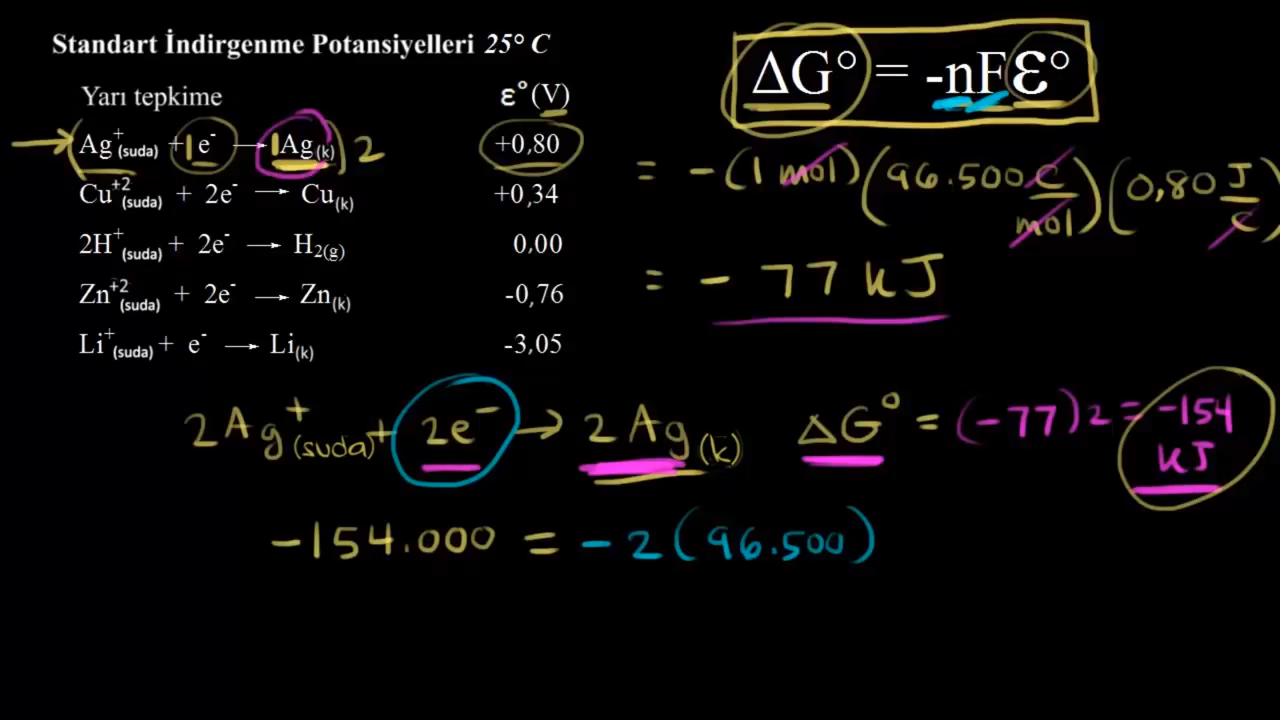 Standart İndirgenme Potansiyelleri 25° C
Yarı tepkime ε° (V)
Ag⁺(suda) + 1e⁻ → 1Ag(k) 2 +0,80
Cu⁺²(suda) + 2e⁻ → Cu(k) +0,34
2H⁺(suda) + 2e⁻ → H₂(g) 0,00
Zn⁺²(suda) + 2e⁻ → Zn(k) -0,76
Li⁺(suda) + e⁻ → Li(k) -3,05
ΔG° = -nFε°
= -(1 mol)(96.500 C/mol)(0,80 J/C)
= -77 kJ
2Ag⁺(suda) + 2e⁻ → 2Ag(k) ΔG° = (-77)2 = -154 kJ
-154.000 = -2(96.500)